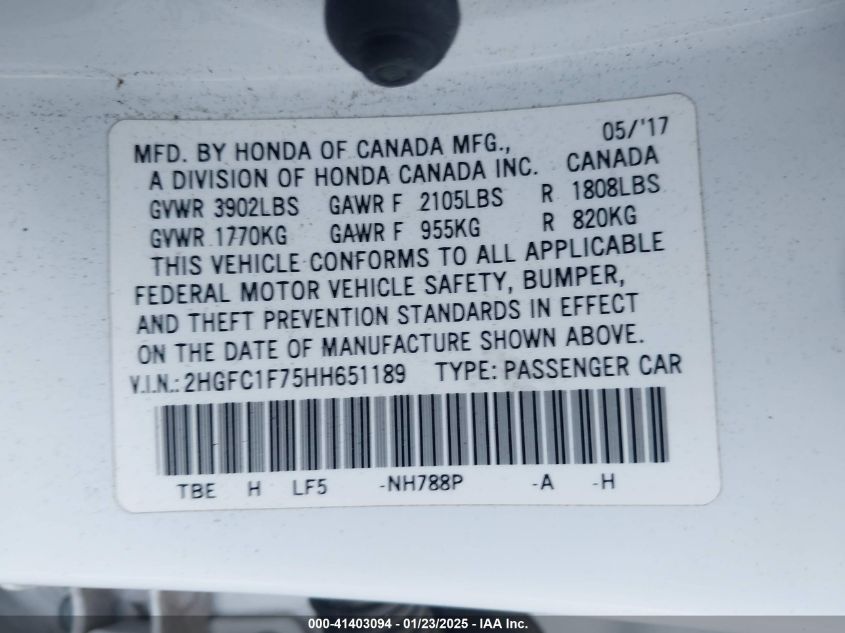 MFD. BY HONDA OF CANADA MFG., 05/'17
A DIVISION OF HONDA CANADA INC. CANADA
GVWR 3902LBS GAWR F 2105LBS R 1808LBS
GVWR 1770KG GAWR F 955KG R 820KG
THIS VEHICLE CONFORMS TO ALL APPLICABLE
FEDERAL MOTOR VEHICLE SAFETY, BUMPER,
AND THEFT PREVENTION STANDARDS IN EFFECT
ON THE DATE OF MANUFACTURE SHOWN ABOVE.
V.I.N.: 2HGFC1F75HH651189 TYPE: PASSENGER CAR
TBE H LF5 -NH788P -A -H
000-41403094 - 01/23/2025 - IAA Inc.